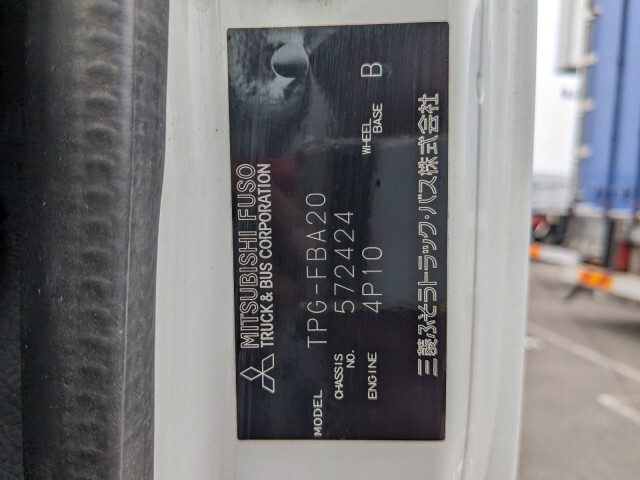 MITSUBISHI FUSO
TRUCK & BUS CORPORATION
MODEL TPG-FBA20
CHASSIS NO. 572424
ENGINE 4P10 WHEEL BASE B
三菱ふそうトラック・バス株式会社